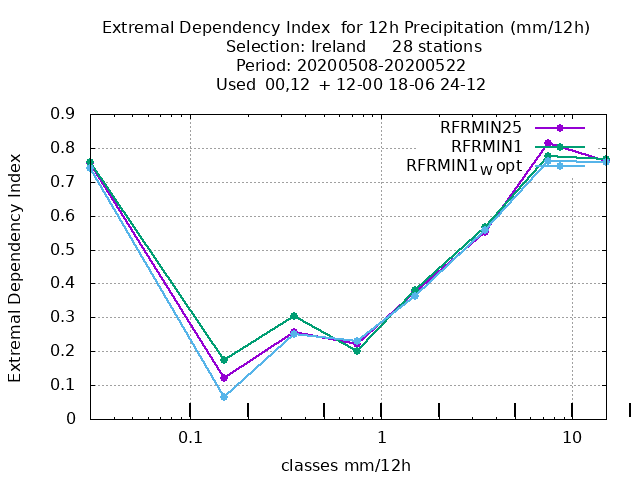 Extremal Dependency Index  for 12h Precipitation (mm/12h)
Selection: Ireland     28 stations
Period: 20200508-20200522
Used  00,12  + 12-00 18-06 24-12
RFRMIN25
RFRMIN1
RFRMIN1W opt
Extremal Dependency Index
0.9
0.8
0.7
0.6
0.5
0.4
0.3
0.2
0.1
0
0.1 1 10
classes mm/12h